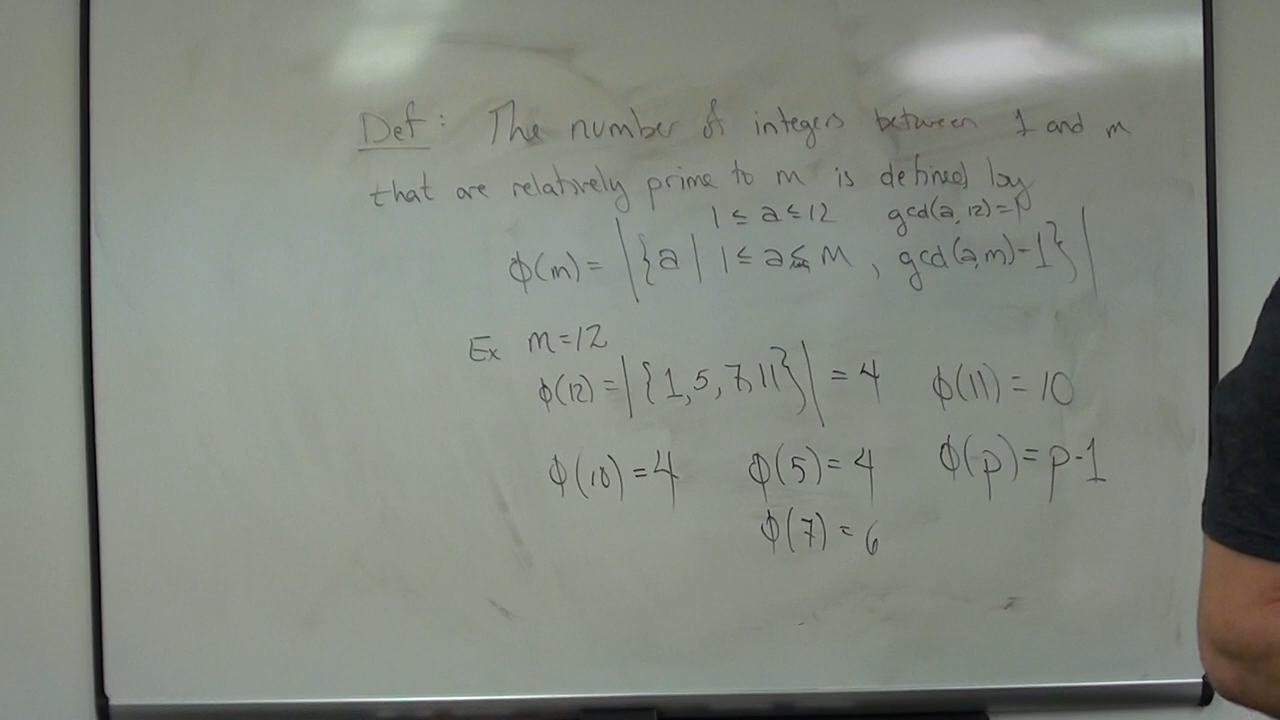 Def: The number of integers between 1 and m
that are relatively prime to m is defined by
1 ≤ a ≤ 12 gcd(a, 12)=1
ϕ(m) = |{a | 1 ≤ a ≤ m, gcd(a,m)=1}|
Ex m=12
ϕ(12) = |{1, 5, 7, 11}| = 4 ϕ(11) = 10
ϕ(10) = 4 ϕ(5) = 4 ϕ(p) = p-1
ϕ(7) = 6